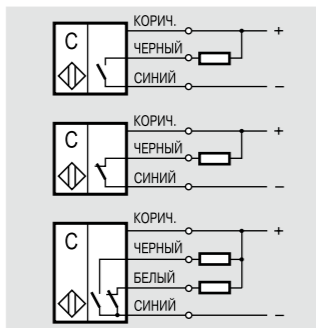 КОРИЧ.
+
С
ЧЕРНЫЙ
СИНИЙ
−
КОРИЧ.
+
С
ЧЕРНЫЙ
СИНИЙ
−
КОРИЧ.
+
С
ЧЕРНЫЙ
БЕЛЫЙ
СИНИЙ
−